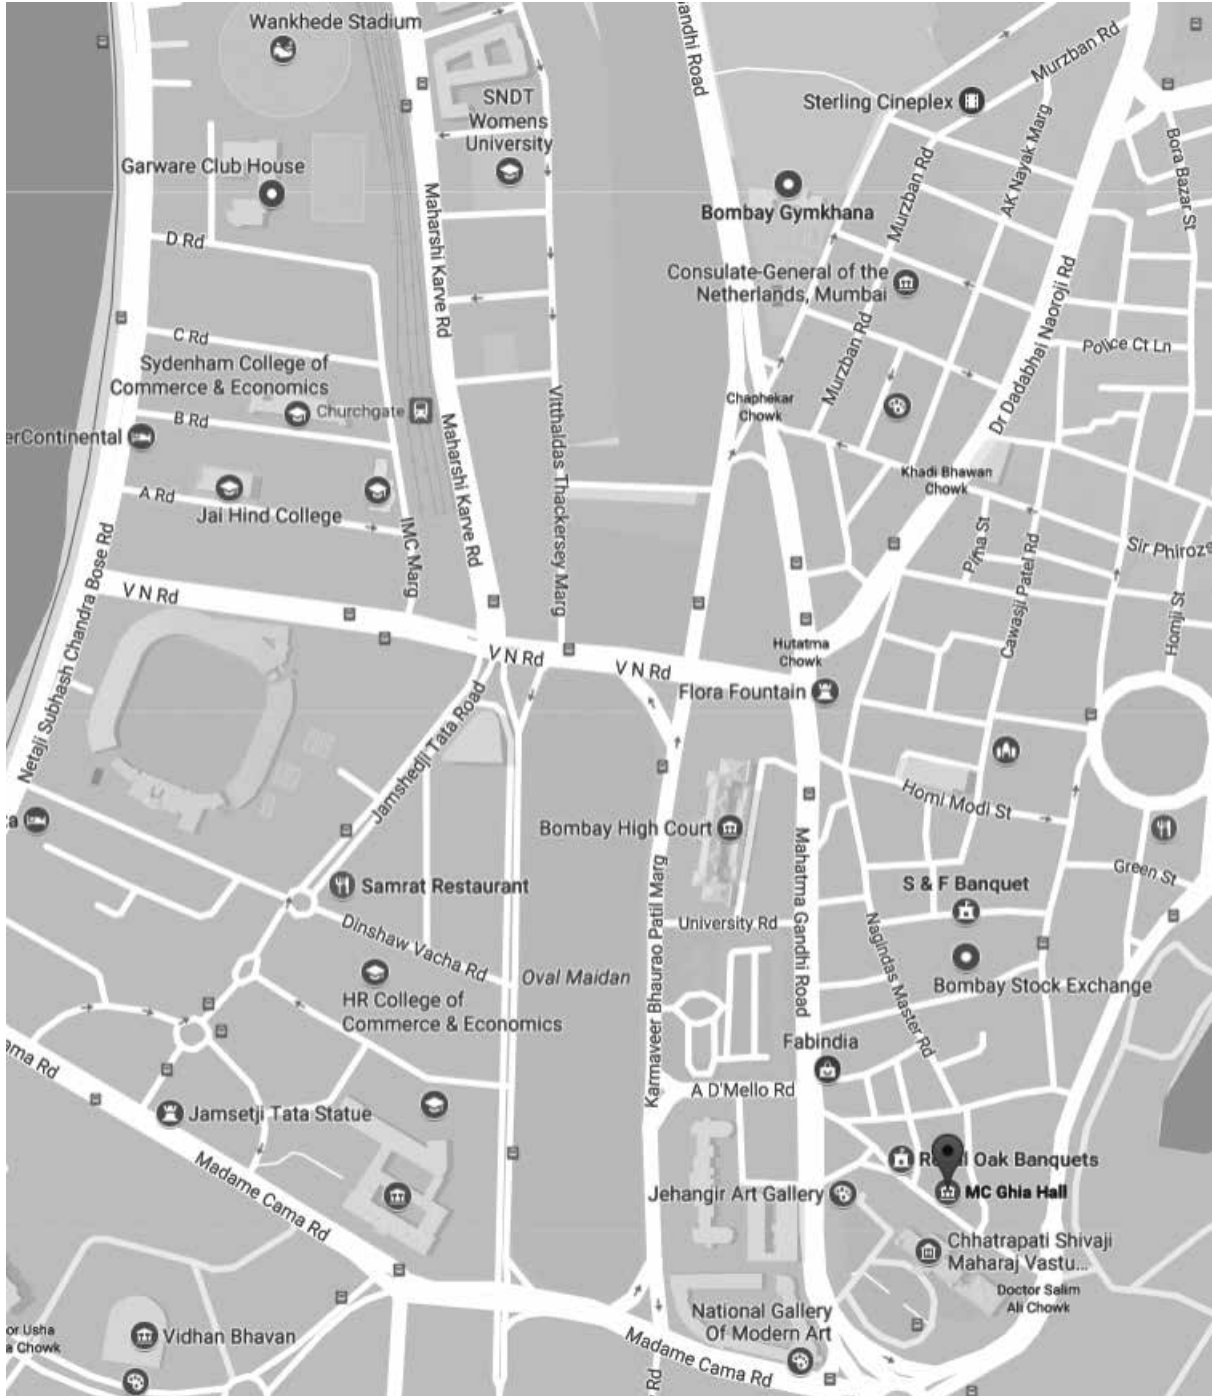 Wankhede Stadium
SNDT
Womens
University
Garware Club House
Maharshi Karve Rd
D Rd
C Rd
Sydenham College of
Commerce & Economics
Churchgate
B Rd
A Rd
Jai Hind College
IMC Marg
Maharshi Karve Rd
Maharshi Karve Rd
Vitthaldas Thackersey Marg
Sterling Cineplex
Murzban Rd
Murzban Rd
Murzban Rd
AK Nayak Marg
Bora Bazar St
Bombay Gymkhana
Consulate-General of the
Netherlands, Mumbai
Dr Dadabhai Naoroji Rd
Police Ct Ln
Chaphekar
Chowk
Khadi Bhawan
Chowk
Cawasji Patel Rd
Homji St
V N Rd
V N Rd
V N Rd
Netaji Subhash Chandra Bose Rd
Hutatma
Chowk
Flora Fountain
Jamshedji Tata Road
Homi Modi St
Bombay High Court
Samrat Restaurant
Dinshaw Vacha Rd
Green St
S & F Banquet
University Rd
Karmaveer Bhaurao Patil Marg
Mahatma Gandhi Road
Nagindas Master Rd
Oval Maidan
Bombay Stock Exchange
HR College of
Commerce & Economics
Fabindia
A D'Mello Rd
Jamsetji Tata Statue
Madame Cama Rd
Oak Banquets
Jehangir Art Gallery
MC Ghia Hall
Chhatrapati Shivaji
Maharaj Vastu...
Doctor Salim
Ali Chowk
National Gallery
Of Modern Art
Vidhan Bhavan
Madame Cama Rd
Rd